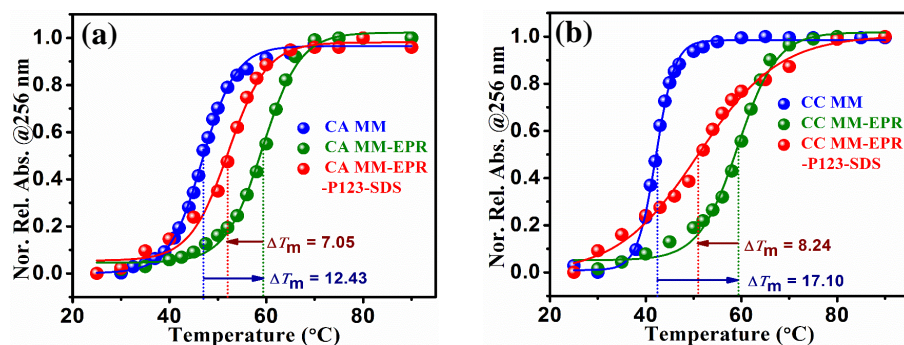 (a)
Nor. Rel. Abs. @256 nm
1.0
0.8
0.6
0.4
0.2
0.0
CA MM
CA MM-EPR
CA MM-EPR
-P123-SDS
ΔTm = 7.05
ΔTm = 12.43
20 40 60 80
Temperature (°C)
(b)
Nor. Rel. Abs. @256 nm
1.0
0.8
0.6
0.4
0.2
0.0
CC MM
CC MM-EPR
CC MM-EPR
-P123-SDS
ΔTm = 8.24
ΔTm = 17.10
20 40 60 80
Temperature (°C)